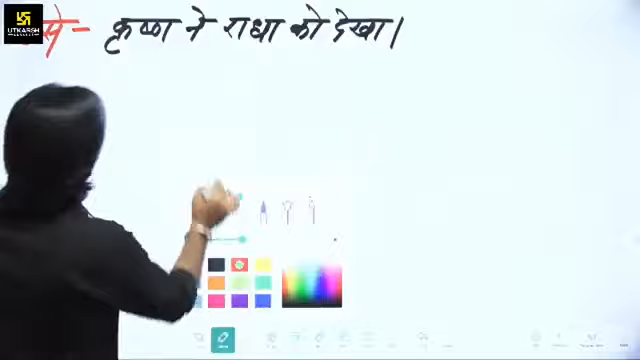 UTKARSH
से- कृष्ण ने राधा को देखा।